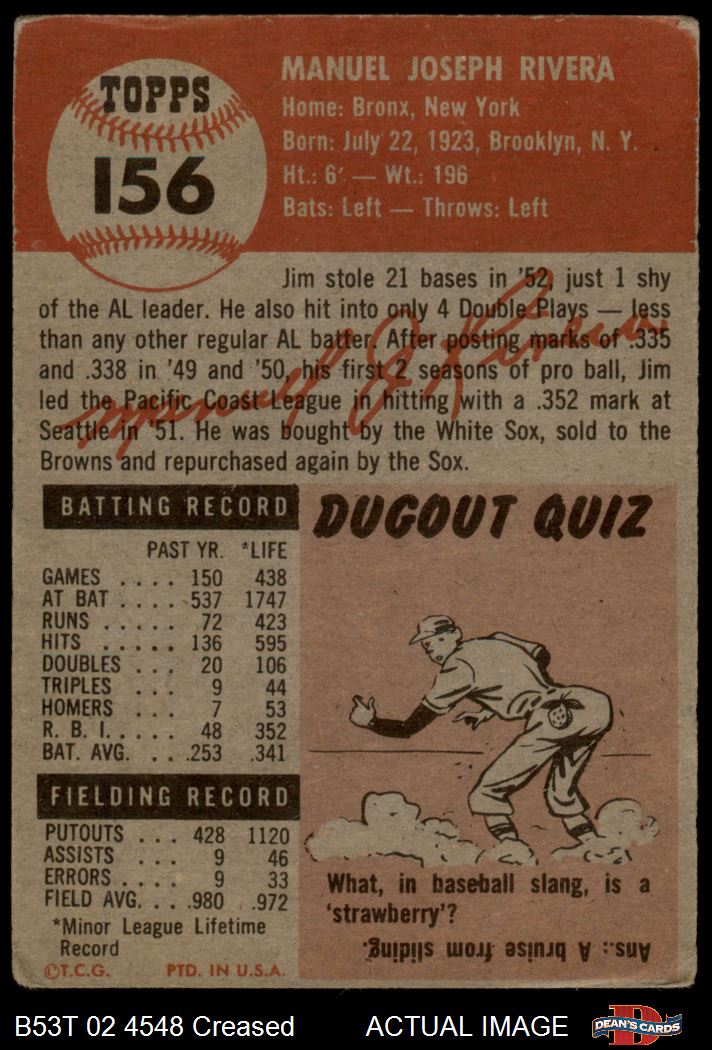 TOPPS
156
MANUEL JOSEPH RIVERA
Home: Bronx, New York
Born: July 22, 1923, Brooklyn, N. Y.
Ht.: 6' — Wt.: 196
Bats: Left — Throws: Left
Jim stole 21 bases in '52, just 1 shy
of the AL leader. He also hit into only 4 Double Plays — less
than any other regular AL batter. After posting marks of .335
and .338 in '49 and '50, his first 2 seasons of pro ball, Jim
led the Pacific Coast League in hitting with a .352 mark at
Seattle in '51. He was bought by the White Sox, sold to the
Browns and repurchased again by the Sox.
Manuel J. Rivera
BATTING RECORD
PAST YR. *LIFE
GAMES .... 150 438
AT BAT .... 537 1747
RUNS ..... 72 423
HITS ...... 136 595
DOUBLES ... 20 106
TRIPLES ... 9 44
HOMERS ... 7 53
R. B. I. .... 48 352
BAT. AVG. .. .253 .341
FIELDING RECORD
PUTOUTS ... 428 1120
ASSISTS ... 9 46
ERRORS .... 9 33
FIELD AVG. .. .980 .972
*Minor League Lifetime
Record
©T.C.G. PTD. IN U.S.A.
DUGOUT QUIZ
What, in baseball slang, is a
'strawberry'?
Ans.: A bruise from sliding.
B53T 02 4548 Creased ACTUAL IMAGE
D
DEAN'S CARDS